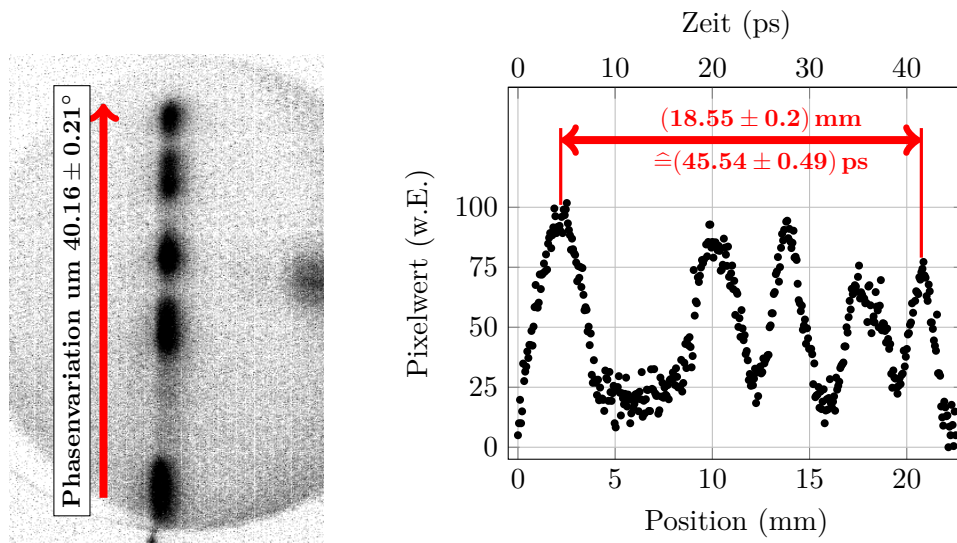 Phasenvariation um 40.16 ± 0.21°
Zeit (ps)
0 10 20 30 40
(18.55 ± 0.2) mm
≙(45.54 ± 0.49) ps
Pixelwert (w.E.)
100
75
50
25
0
0 5 10 15 20
Position (mm)